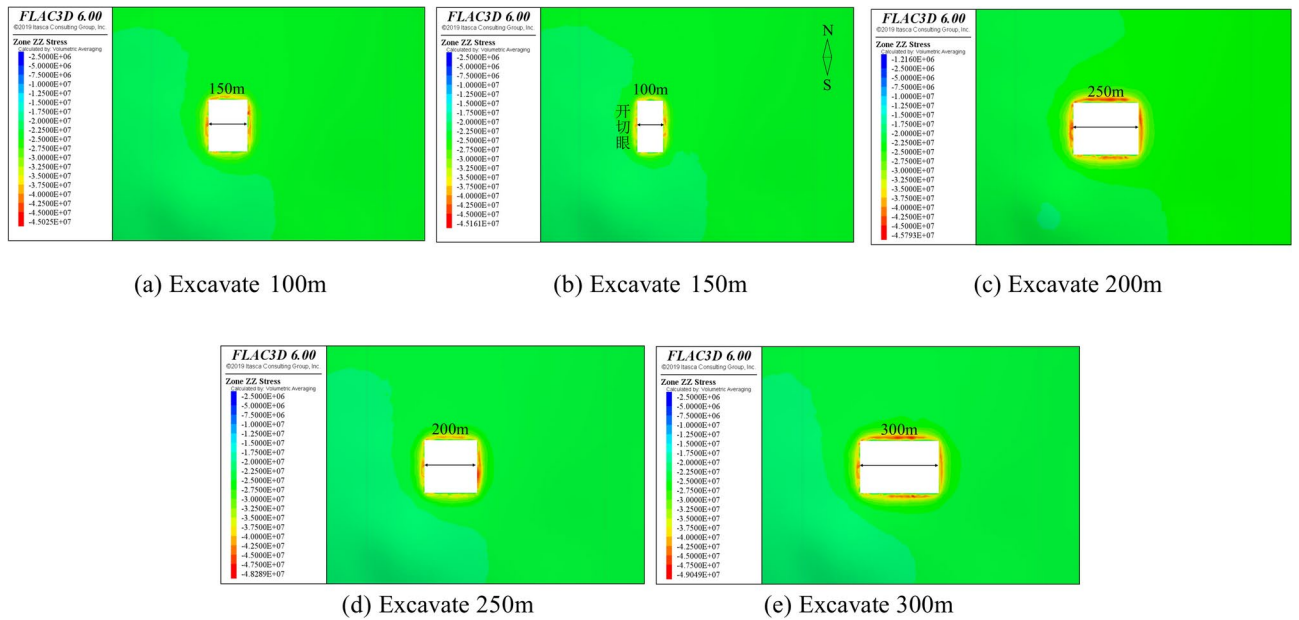 FLAC3D 6.00
©2019 Itasca Consulting Group, Inc.
Zone ZZ Stress
Calculated by: Volumetric Averaging
-2.5000E+06
-5.0000E+06
-7.5000E+06
-1.0000E+07
-1.2500E+07
-1.5000E+07
-1.7500E+07
-2.0000E+07
-2.2500E+07
-2.5000E+07
-2.7500E+07
-3.0000E+07
-3.2500E+07
-3.5000E+07
-3.7500E+07
-4.0000E+07
-4.2500E+07
-4.5000E+07
-4.5025E+07
150m
(a) Excavate 100m
FLAC3D 6.00
©2019 Itasca Consulting Group, Inc.
Zone ZZ Stress
Calculated by: Volumetric Averaging
-2.5000E+06
-5.0000E+06
-7.5000E+06
-1.0000E+07
-1.2500E+07
-1.5000E+07
-1.7500E+07
-2.0000E+07
-2.2500E+07
-2.5000E+07
-2.7500E+07
-3.0000E+07
-3.2500E+07
-3.5000E+07
-3.7500E+07
-4.0000E+07
-4.2500E+07
-4.5000E+07
-4.5161E+07
100m
开切眼
N
S
(b) Excavate 150m
FLAC3D 6.00
©2019 Itasca Consulting Group, Inc.
Zone ZZ Stress
Calculated by: Volumetric Averaging
-1.2160E+06
-2.5000E+06
-5.0000E+06
-7.5000E+06
-1.0000E+07
-1.2500E+07
-1.5000E+07
-1.7500E+07
-2.0000E+07
-2.2500E+07
-2.5000E+07
-2.7500E+07
-3.0000E+07
-3.2500E+07
-3.5000E+07
-3.7500E+07
-4.0000E+07
-4.2500E+07
-4.5000E+07
-4.5793E+07
250m
(c) Excavate 200m
FLAC3D 6.00
©2019 Itasca Consulting Group, Inc.
Zone ZZ Stress
Calculated by: Volumetric Averaging
-2.5000E+06
-5.0000E+06
-7.5000E+06
-1.0000E+07
-1.2500E+07
-1.5000E+07
-1.7500E+07
-2.0000E+07
-2.2500E+07
-2.5000E+07
-2.7500E+07
-3.0000E+07
-3.2500E+07
-3.5000E+07
-3.7500E+07
-4.0000E+07
-4.2500E+07
-4.5000E+07
-4.7500E+07
-4.8289E+07
200m
(d) Excavate 250m
FLAC3D 6.00
©2019 Itasca Consulting Group, Inc.
Zone ZZ Stress
Calculated by: Volumetric Averaging
-2.5000E+06
-5.0000E+06
-7.5000E+06
-1.0000E+07
-1.2500E+07
-1.5000E+07
-1.7500E+07
-2.0000E+07
-2.2500E+07
-2.5000E+07
-2.7500E+07
-3.0000E+07
-3.2500E+07
-3.5000E+07
-3.7500E+07
-4.0000E+07
-4.2500E+07
-4.5000E+07
-4.7500E+07
-4.9049E+07
300m
(e) Excavate 300m